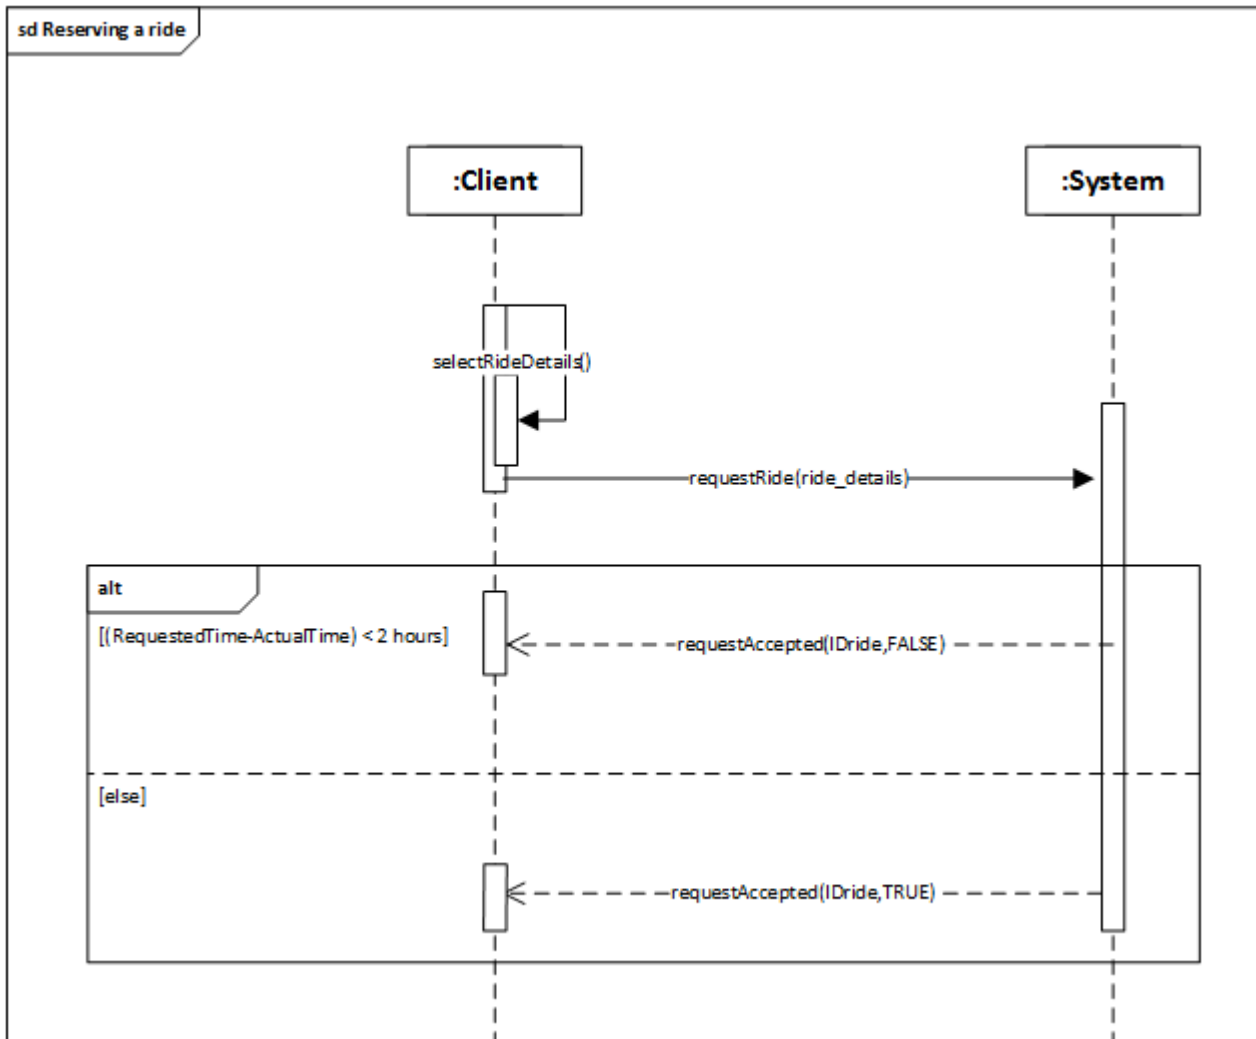 sd Reserving a ride
:Client
:System
selectRideDetails()
requestRide(ride_details)
alt
[(RequestedTime-ActualTime) < 2 hours]
requestAccepted(IDride,FALSE)
[else]
requestAccepted(IDride,TRUE)